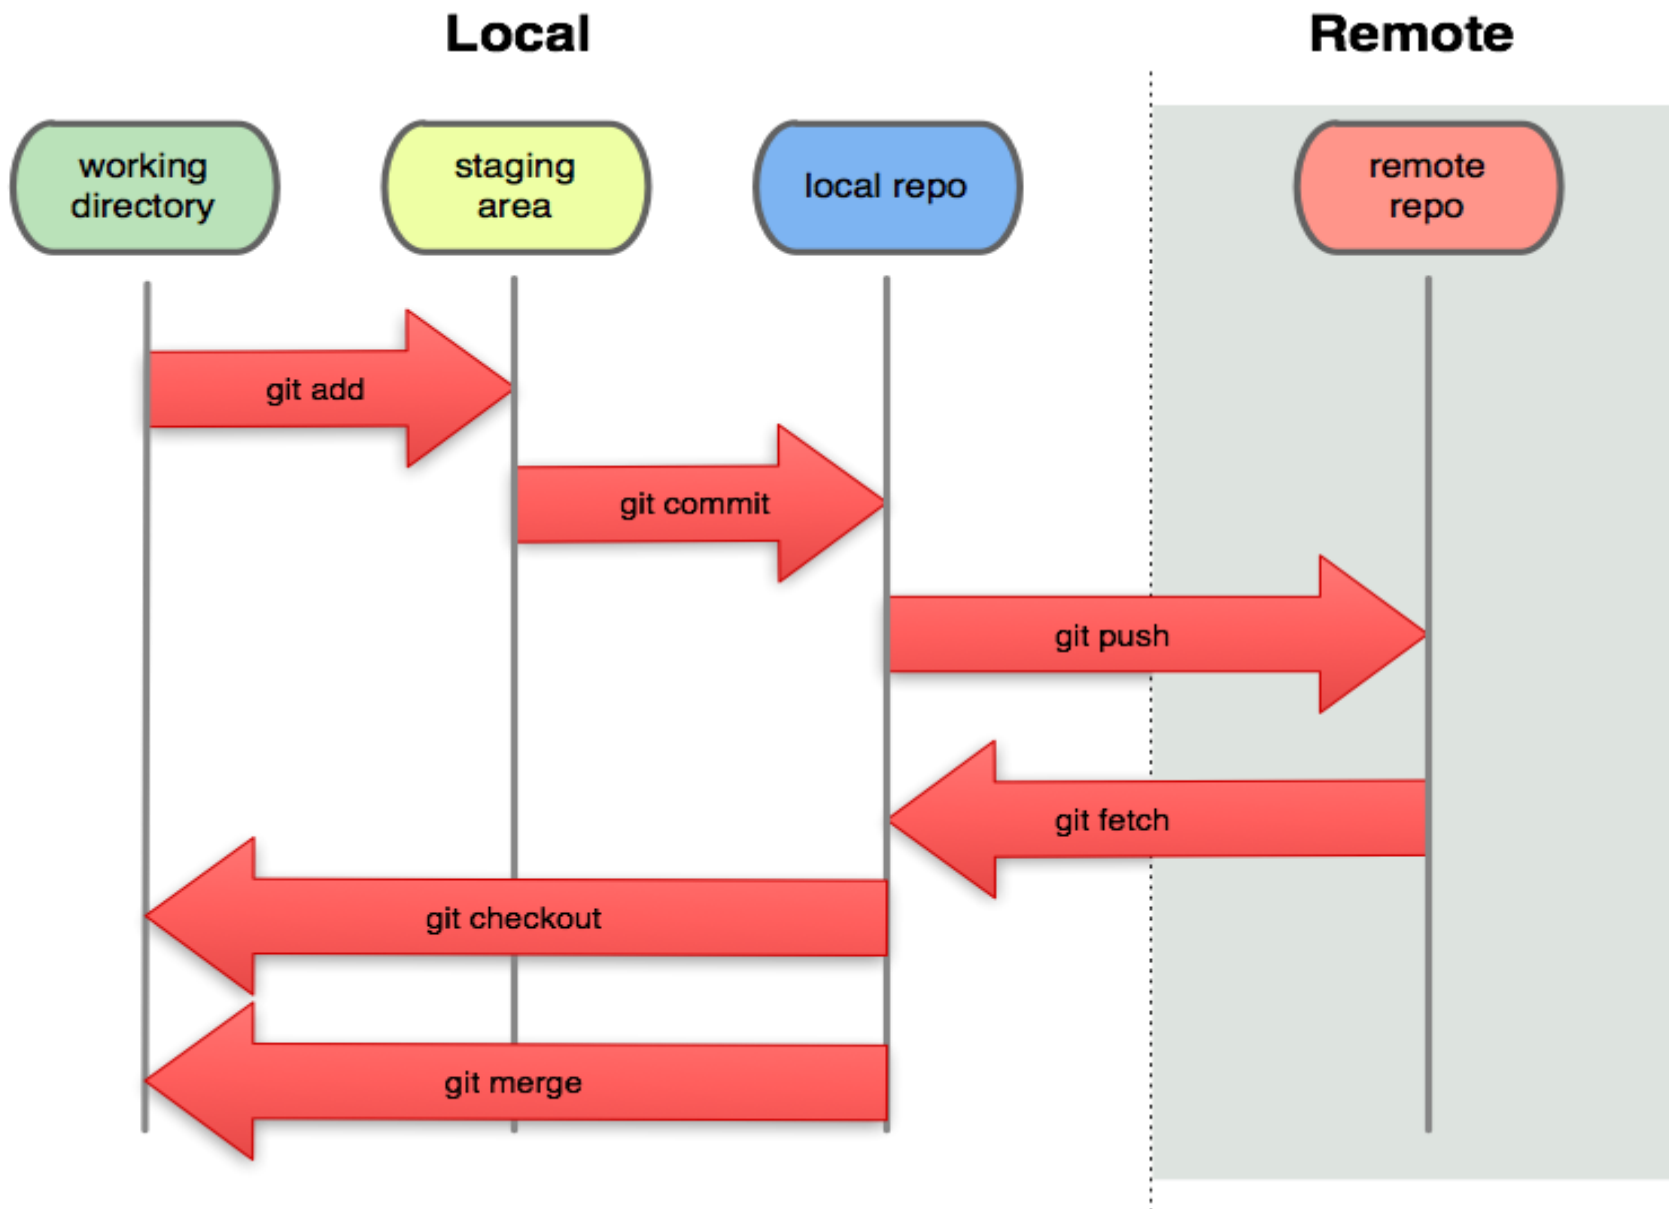 Local
Remote
working
directory
staging
area
local repo
remote
repo
git add
git commit
git push
git fetch
git checkout
git merge